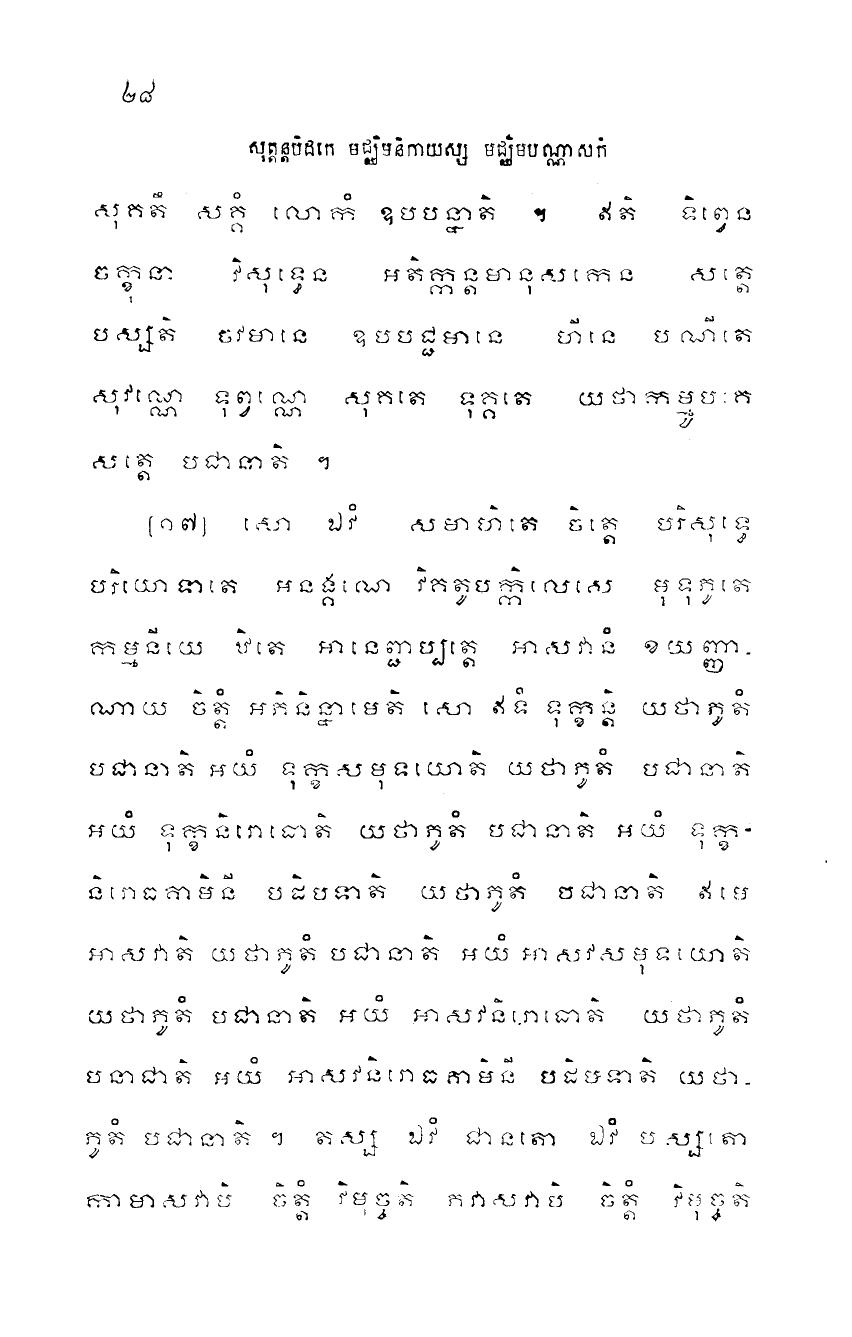 ២៨
សុត្តន្តបិដកេ មជ្ឈិមនិកាយស្ស មជ្ឈិមបណ្ណាសកំ
សុគតឹ សគ្គំ លោកំ ឧបបន្នាតិ ។ ឥតិ ទិព្វេន
ចក្ខុនា វិសុទ្ធេន អតិក្កន្តមានុសកេន សត្តេ
បស្សតិ ចវមានេ ឧបបជ្ជមានេ ហីនេ បណីតេ
សុវណ្ណេ ទុព្វណ្ណេ សុគតេ ទុគ្គតេ យថាកម្មូបគេ
សត្តេ បជានាតិ ។
[១៧] សោ ឯវំ សមាហិតេ ចិត្តេ បរិសុទ្ធេ
បរិយោទាតេ អនង្គណេ វិគតូបក្កិលេសេ មុទុភូតេ
កម្មនីយេ ឋិតេ អានេញ្ជាប្បត្តេ អាសវានំ ខយញ្ញា-
ណាយ ចិត្តំ អភិនិន្នាមេតិ សោ ឥទំ ទុក្ខន្តិ យថាភូតំ
បជានាតិ អយំ ទុក្ខសមុទយោតិ យថាភូតំ បជានាតិ
អយំ ទុក្ខនិរោធោតិ យថាភូតំ បជានាតិ អយំ ទុក្ខ-
និរោធគាមិនី បដិបទាតិ យថាភូតំ បជានាតិ ឥមេ
អាសវាតិ យថាភូតំ បជានាតិ អយំ អាសវសមុទយោតិ
យថាភូតំ បជានាតិ អយំ អាសវនិរោធោតិ យថាភូតំ
បនាជាតិ អយំ អាសវនិរោធគាមិនី បដិបទាតិ យថា-
ភូតំ បជានាតិ ។ តស្ស ឯវំ ជានតោ ឯវំ បស្សតោ
កាមាសវាបិ ចិត្តំ វិមុច្ចតិ ភវាសវាបិ ចិត្តំ វិមុច្ចតិ